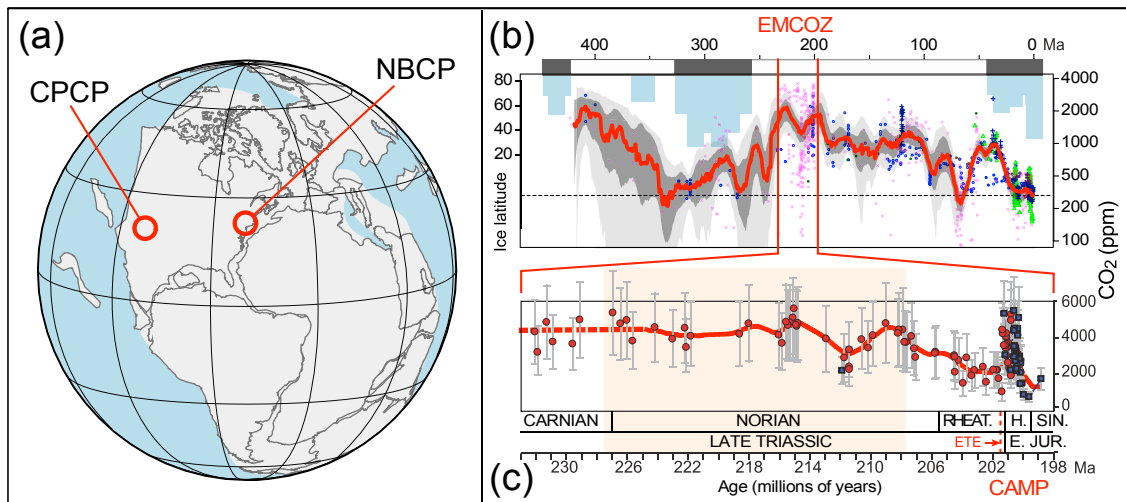 (a)
CPCP
NBCP
(b)
EMCOZ
400 300 200 100 0 Ma
Ice latitude
80
60
40
20
4000
2000
1000
500
200
100
CO2 (ppm)
6000
4000
2000
0
CARNIAN NORIAN RHEAT. H. SIN.
LATE TRIASSIC ETE E. JUR.
230 226 222 218 214 210 206 202 198 Ma
(c) Age (millions of years) CAMP